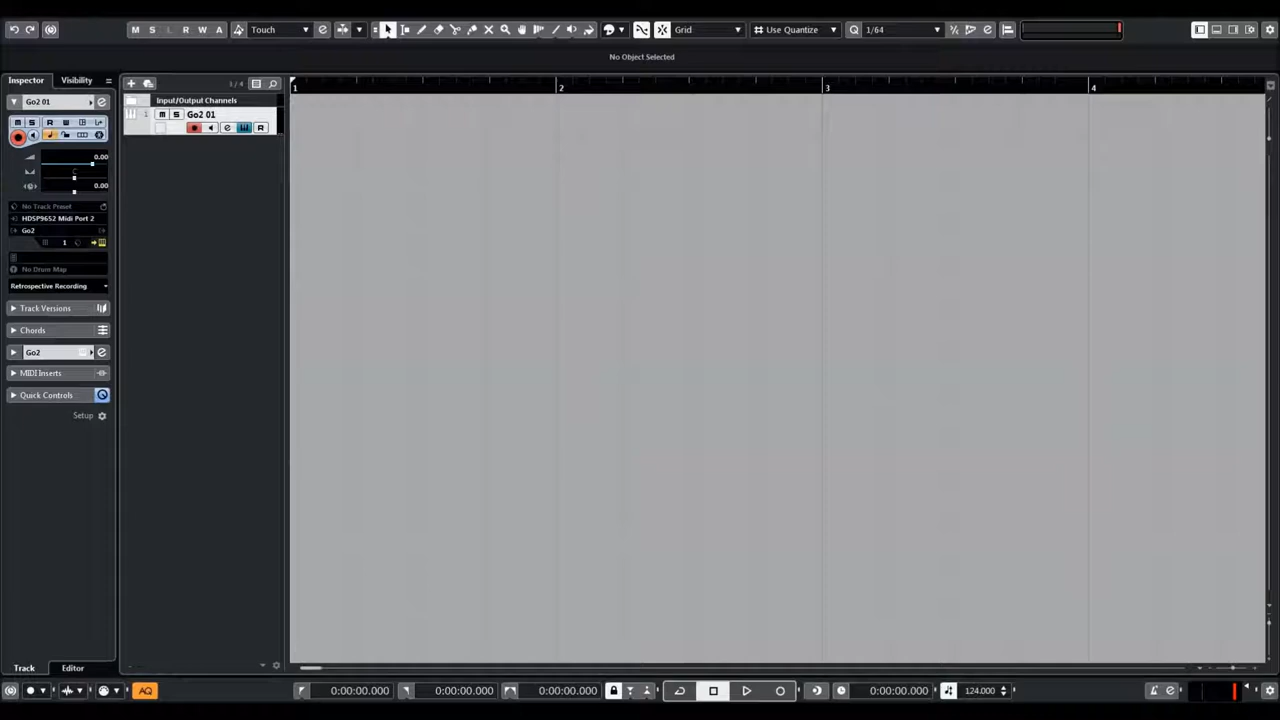 M S L R W A Touch Grid Use Quantize Q 1/64
No Object Selected
Inspector Visibility
Go2 01
M S R W
0.00
C
0.00
No Track Preset
HDSP9652 Midi Port 2
Go2
1
No Drum Map
Retrospective Recording
Track Versions
Chords
Go2
MIDI Inserts
Quick Controls
Setup
Track Editor
1/4
Input/Output Channels
1 M S Go2 01
R
1 2 3 4
AQ 0:00:00.000 0:00:00.000 0:00:00.000 0:00:00.000 124.000